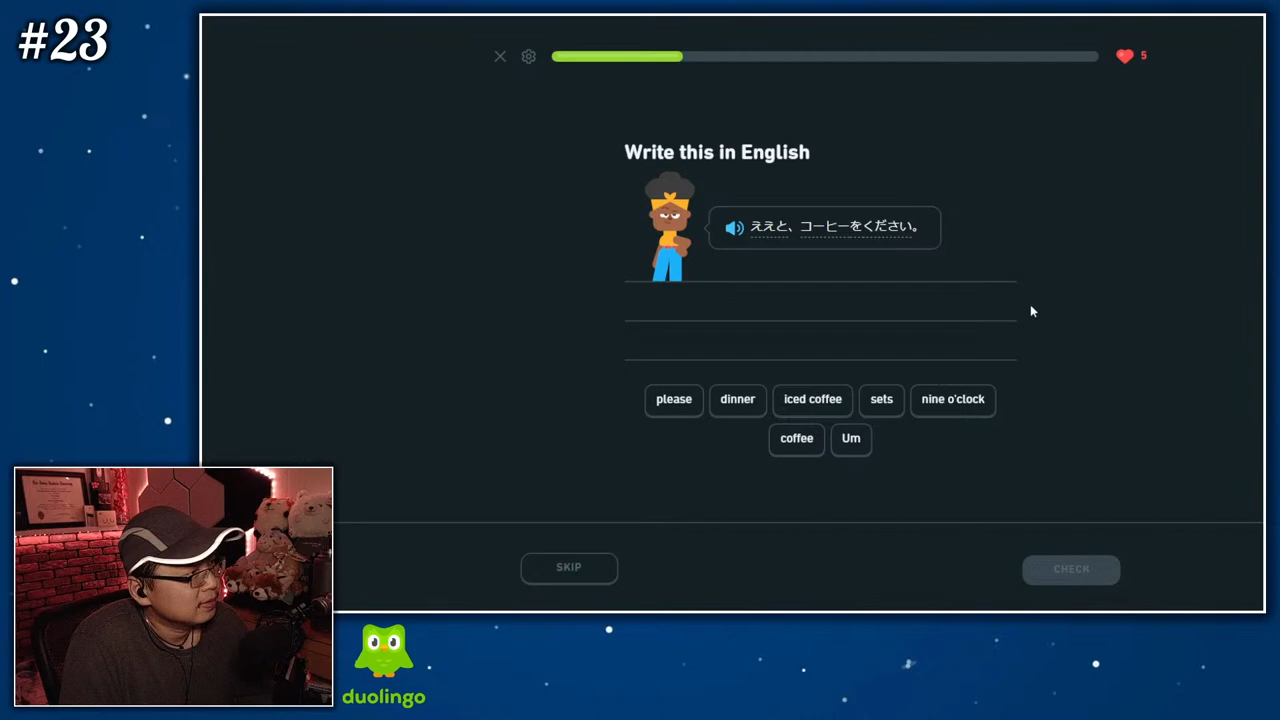 #23
5
Write this in English
ええと、コーヒーをください。
please dinner iced coffee sets nine o'clock
coffee Um
SKIP CHECK
duolingo